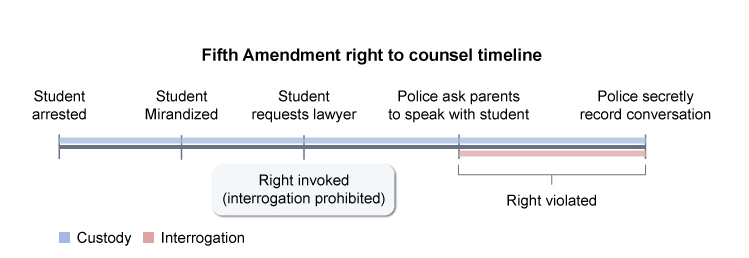 Fifth Amendment right to counsel timeline
Student
arrested
Student
Mirandized
Student
requests lawyer
Police ask parents
to speak with student
Police secretly
record conversation
Right invoked
(interrogation prohibited)
Right violated
Custody
Interrogation